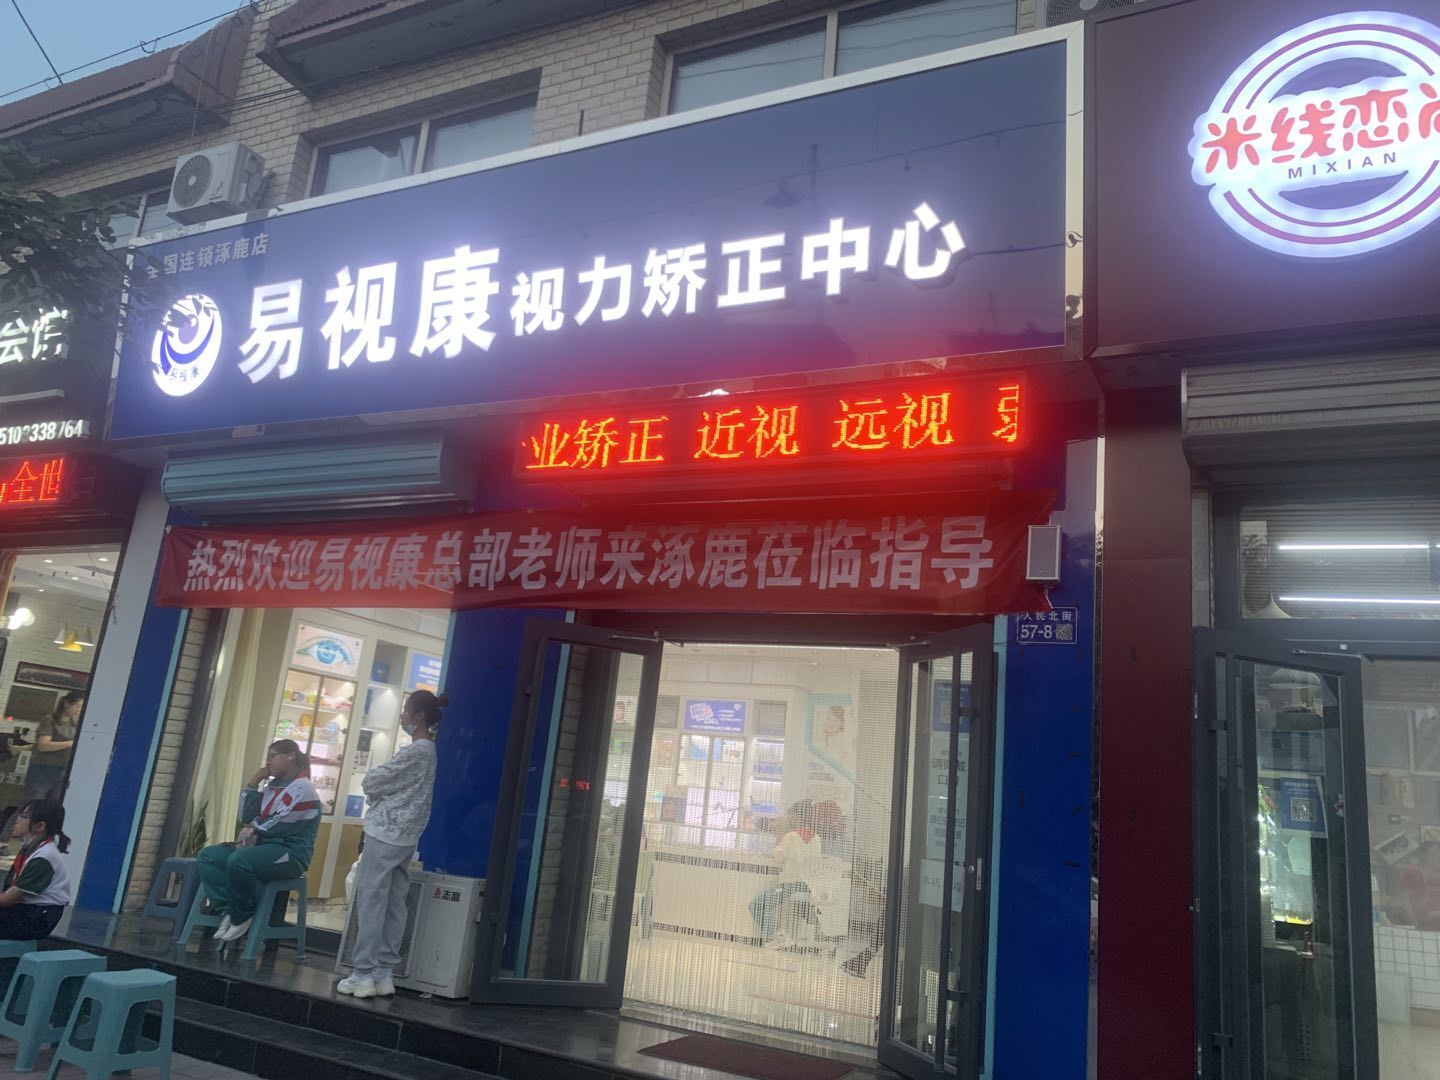 全国连锁涿鹿店
易视康视力矫正中心
易视康
业矫正 近视 远视
热烈欢迎易视康总部老师来涿鹿莅临指导
人民北街
57-8
米线恋
MIXIAN
会馆
全世
志高